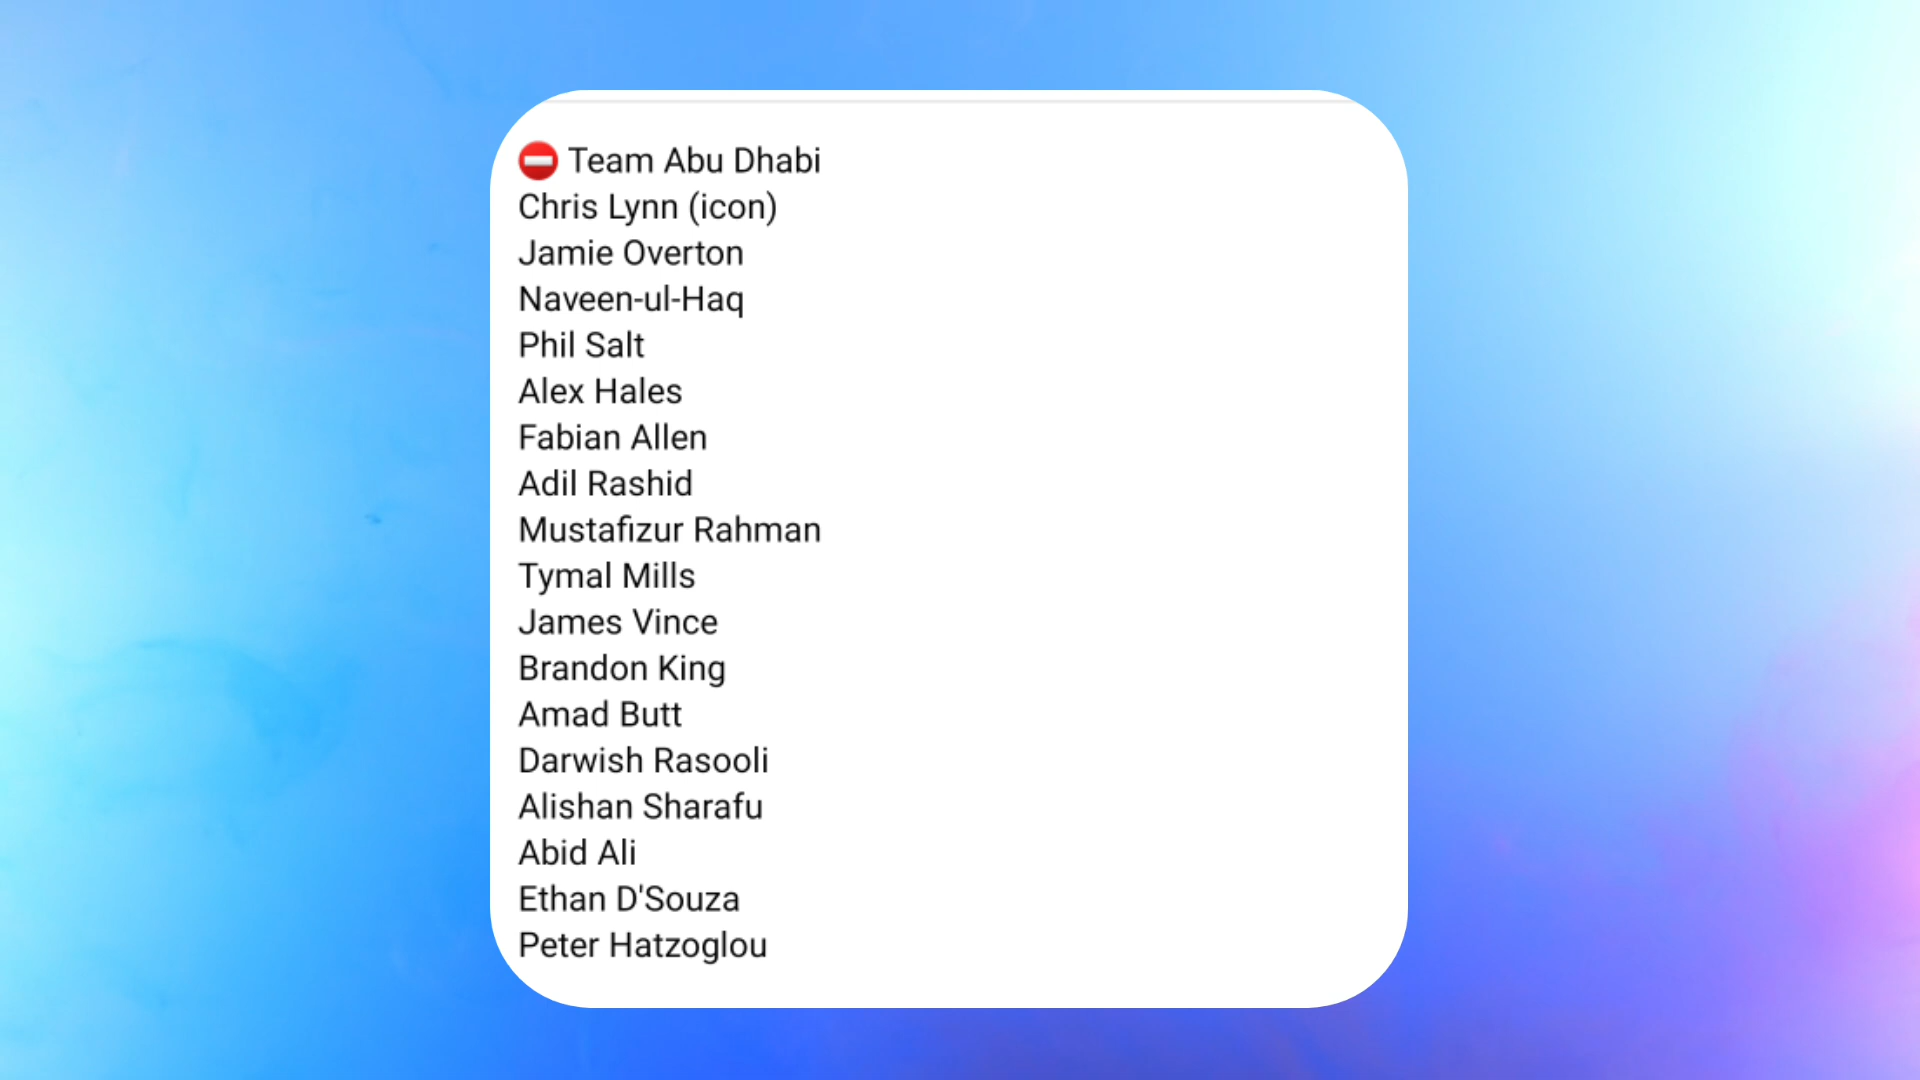 ⛔ Team Abu Dhabi
Chris Lynn (icon)
Jamie Overton
Naveen-ul-Haq
Phil Salt
Alex Hales
Fabian Allen
Adil Rashid
Mustafizur Rahman
Tymal Mills
James Vince
Brandon King
Amad Butt
Darwish Rasooli
Alishan Sharafu
Abid Ali
Ethan D'Souza
Peter Hatzoglou